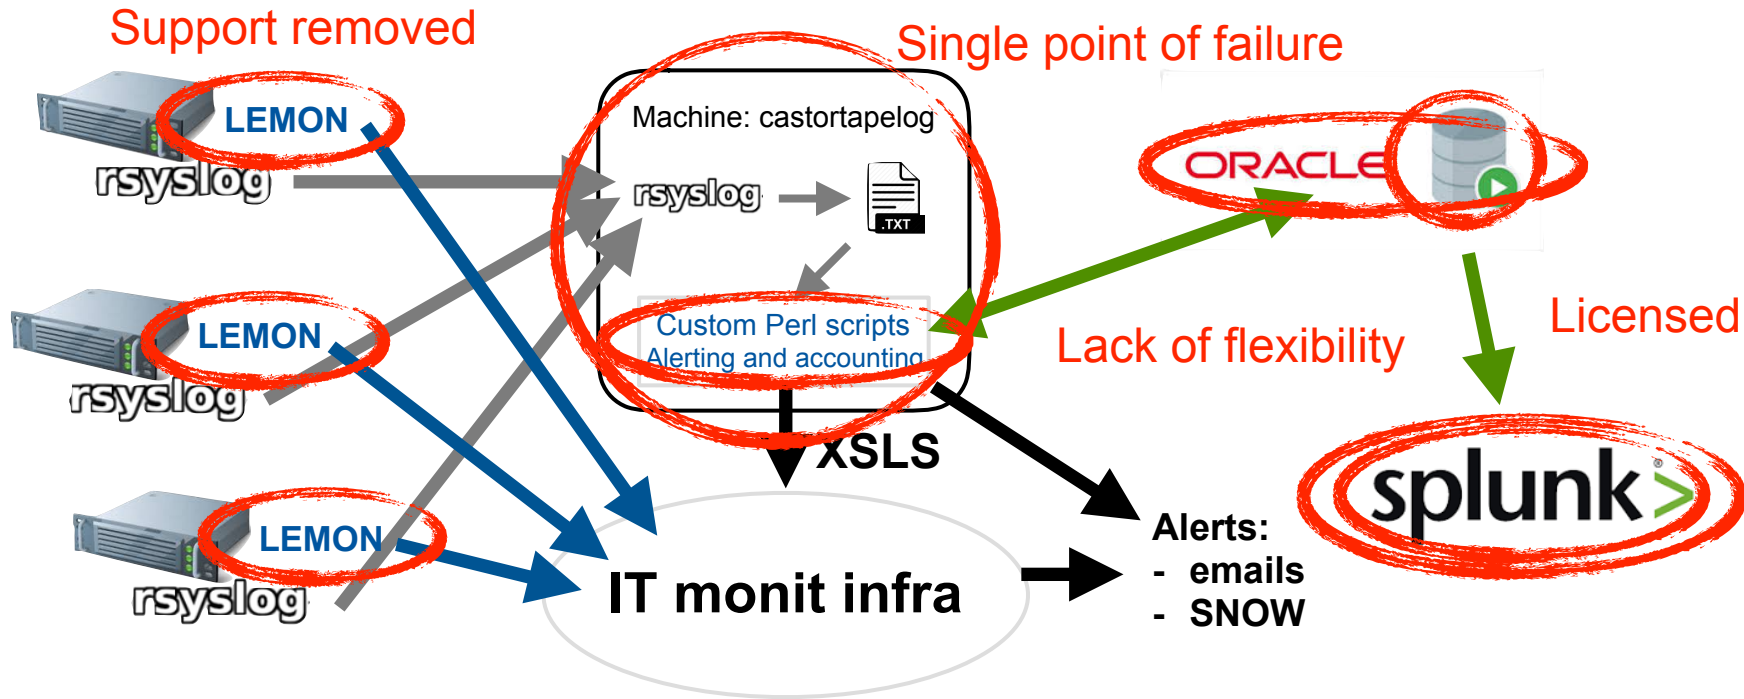 Support removed
Single point of failure
LEMON
rsyslog
Machine: castortapelog
rsyslog
.TXT
ORACLE
LEMON
rsyslog
Custom Perl scripts
Alerting and accounting
Lack of flexibility
Licensed
XSLS
splunk>®
LEMON
rsyslog
IT monit infra
Alerts:
- emails
- SNOW